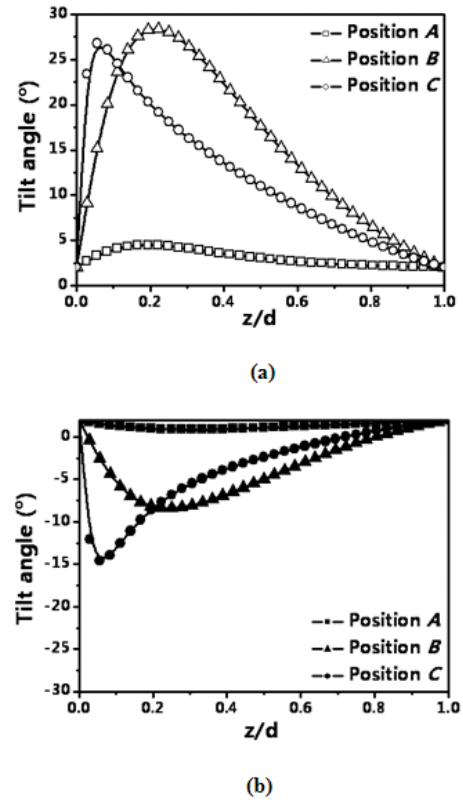 30
25
20
15
10
5
0
Tilt angle (°)
Position A
Position B
Position C
0.0 0.2 0.4 0.6 0.8 1.0
z/d
(a)
0
-5
-10
-15
-20
-25
-30
Tilt angle (°)
Position A
Position B
Position C
0.0 0.2 0.4 0.6 0.8 1.0
z/d
(b)